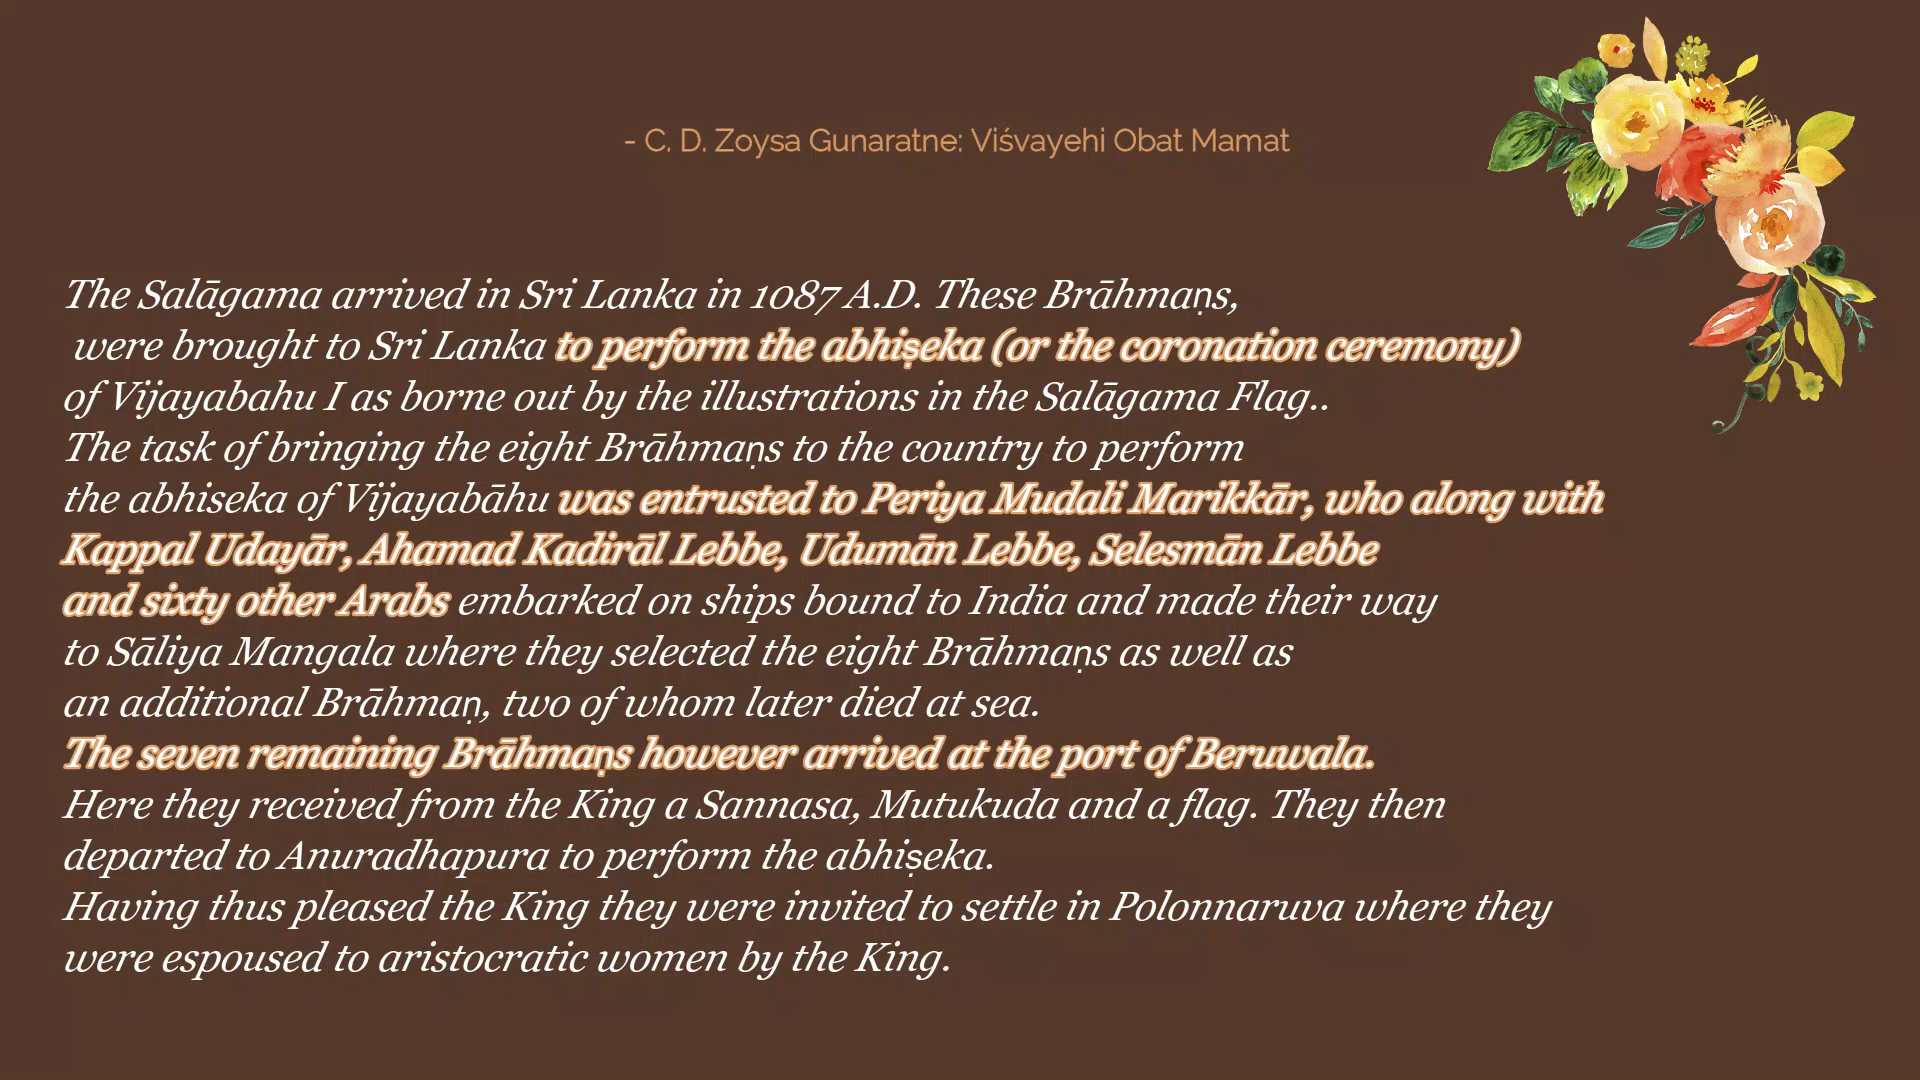 - C. D. Zoysa Gunaratne: Viśvayehi Obat Mamat
The Salāgama arrived in Sri Lanka in 1087 A.D. These Brāhmaṇs,
were brought to Sri Lanka to perform the abhiṣeka (or the coronation ceremony)
of Vijayabahu I as borne out by the illustrations in the Salāgama Flag..
The task of bringing the eight Brāhmaṇs to the country to perform
the abhiseka of Vijayabāhu was entrusted to Periya Mudali Marikkār, who along with
Kappal Udayār, Ahamad Kadirāl Lebbe, Udumān Lebbe, Selesmān Lebbe
and sixty other Arabs embarked on ships bound to India and made their way
to Sāliya Mangala where they selected the eight Brāhmaṇs as well as
an additional Brāhmaṇ, two of whom later died at sea.
The seven remaining Brāhmaṇs however arrived at the port of Beruwala.
Here they received from the King a Sannasa, Mutukuda and a flag. They then
departed to Anuradhapura to perform the abhiṣeka.
Having thus pleased the King they were invited to settle in Polonnaruva where they
were espoused to aristocratic women by the King.